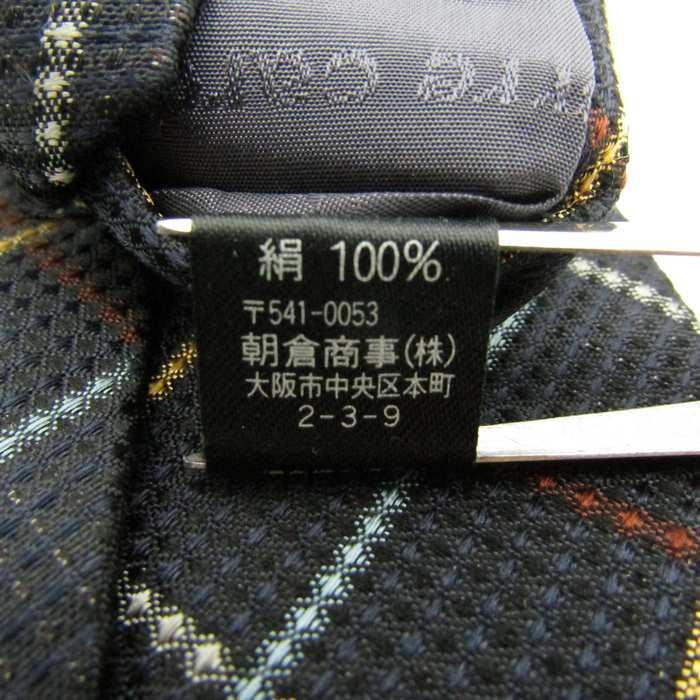 絹 100%
〒541-0053
朝倉商事(株)
大阪市中央区本町
2-3-9